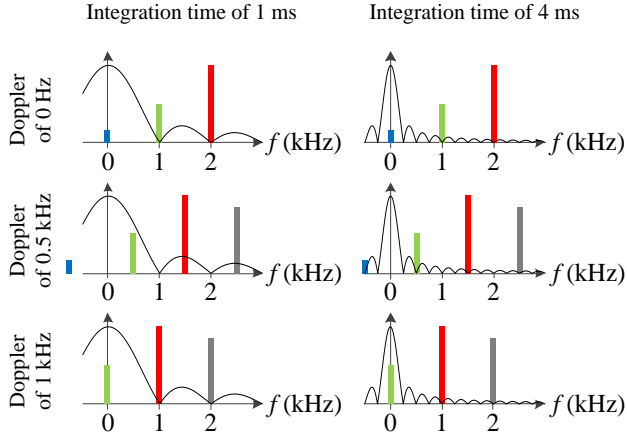 Integration time of 1 ms
Integration time of 4 ms
Doppler
of 0 Hz
0 1 2 f (kHz)
0 1 2 f (kHz)
Doppler
of 0.5 kHz
0 1 2 f (kHz)
0 1 2 f (kHz)
Doppler
of 1 kHz
0 1 2 f (kHz)
0 1 2 f (kHz)